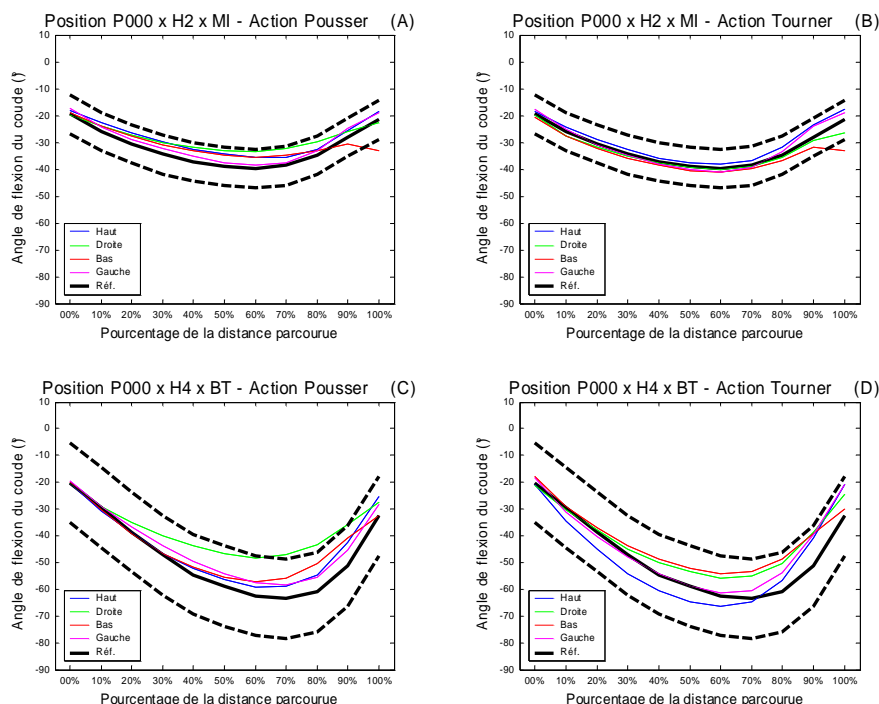 Position P000 x H2 x MI - Action Pousser (A)
Angle de flexion du coude (°)
10
0
-10
-20
-30
-40
-50
-60
-70
-80
-90
Haut
Droite
Bas
Gauche
Réf.
00% 10% 20% 30% 40% 50% 60% 70% 80% 90% 100%
Pourcentage de la distance parcourue
Position P000 x H2 x MI - Action Tourner (B)
Angle de flexion du coude (°)
10
0
-10
-20
-30
-40
-50
-60
-70
-80
-90
Haut
Droite
Bas
Gauche
Réf.
00% 10% 20% 30% 40% 50% 60% 70% 80% 90% 100%
Pourcentage de la distance parcourue
Position P000 x H4 x BT - Action Pousser (C)
Angle de flexion du coude (°)
10
0
-10
-20
-30
-40
-50
-60
-70
-80
-90
Haut
Droite
Bas
Gauche
Réf.
00% 10% 20% 30% 40% 50% 60% 70% 80% 90% 100%
Pourcentage de la distance parcourue
Position P000 x H4 x BT - Action Tourner (D)
Angle de flexion du coude (°)
10
0
-10
-20
-30
-40
-50
-60
-70
-80
-90
Haut
Droite
Bas
Gauche
Réf.
00% 10% 20% 30% 40% 50% 60% 70% 80% 90% 100%
Pourcentage de la distance parcourue